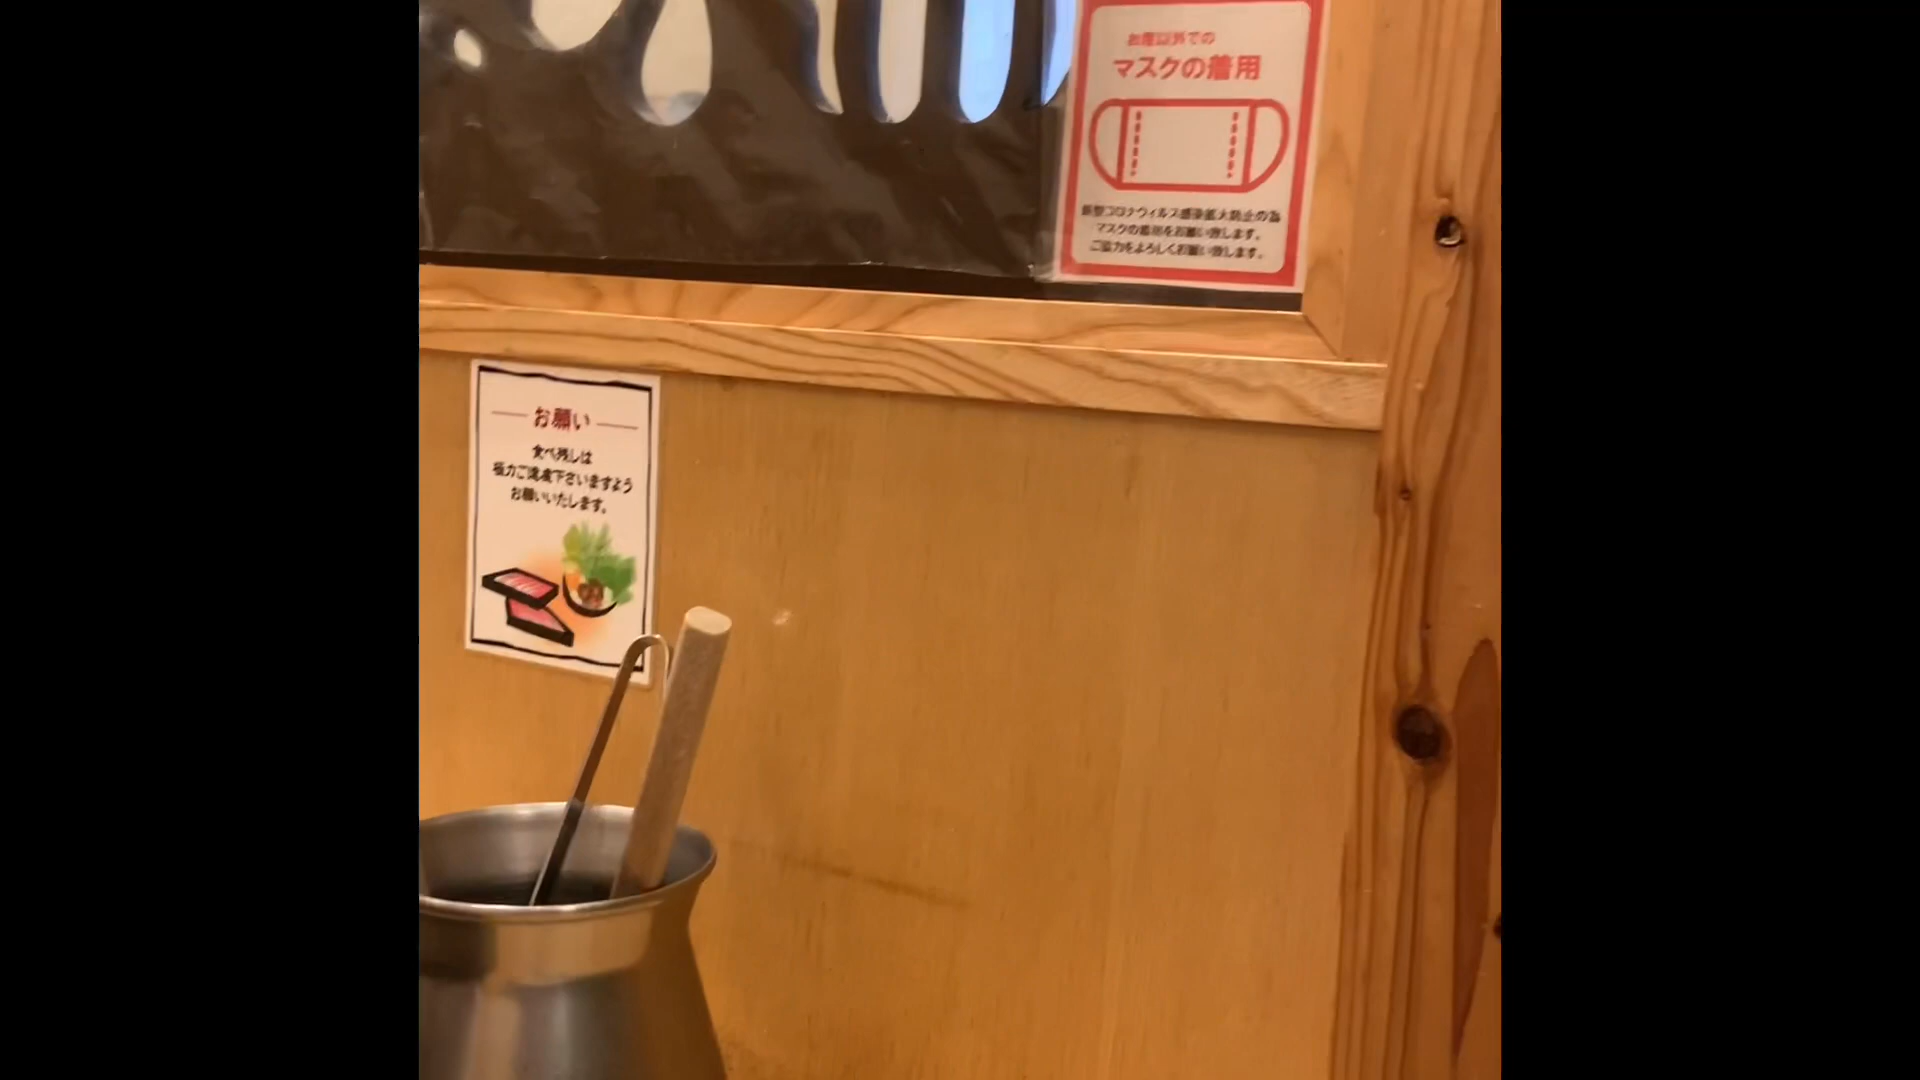 お席以外での
マスクの着用
新型コロナウィルス感染拡大防止の為
マスクの着用をお願い致します。
ご協力をよろしくお願い致します。
お願い
食べ残しは
極力ご遠慮下さいますよう
お願いいたします。